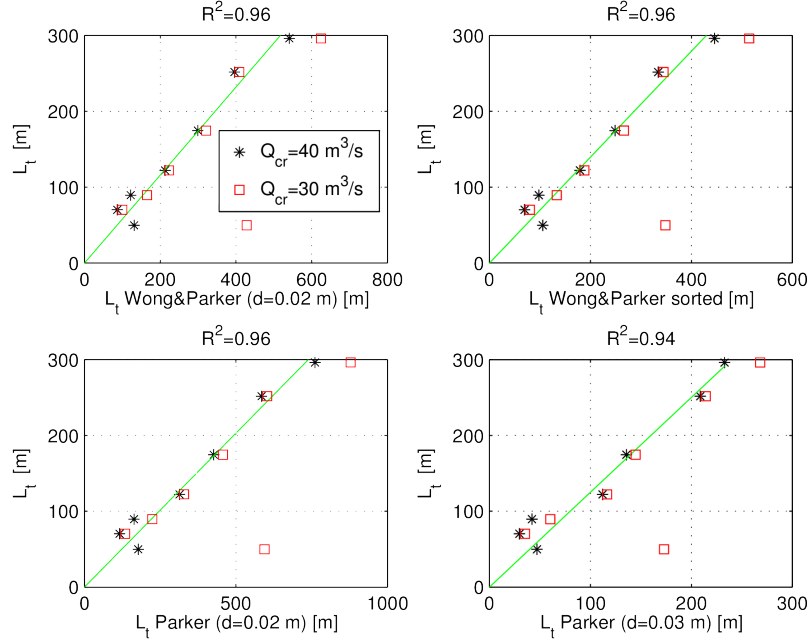 R²=0.96
300
200
100
0
L_t [m]
0 200 400 600 800
L_t Wong&Parker (d=0.02 m) [m]
Q_cr=40 m³/s
Q_cr=30 m³/s
R²=0.96
300
200
100
0
L_t [m]
0 200 400 600
L_t Wong&Parker sorted [m]
R²=0.96
300
200
100
0
L_t [m]
0 500 1000
L_t Parker (d=0.02 m) [m]
R²=0.94
300
200
100
0
L_t [m]
0 100 200 300
L_t Parker (d=0.03 m) [m]